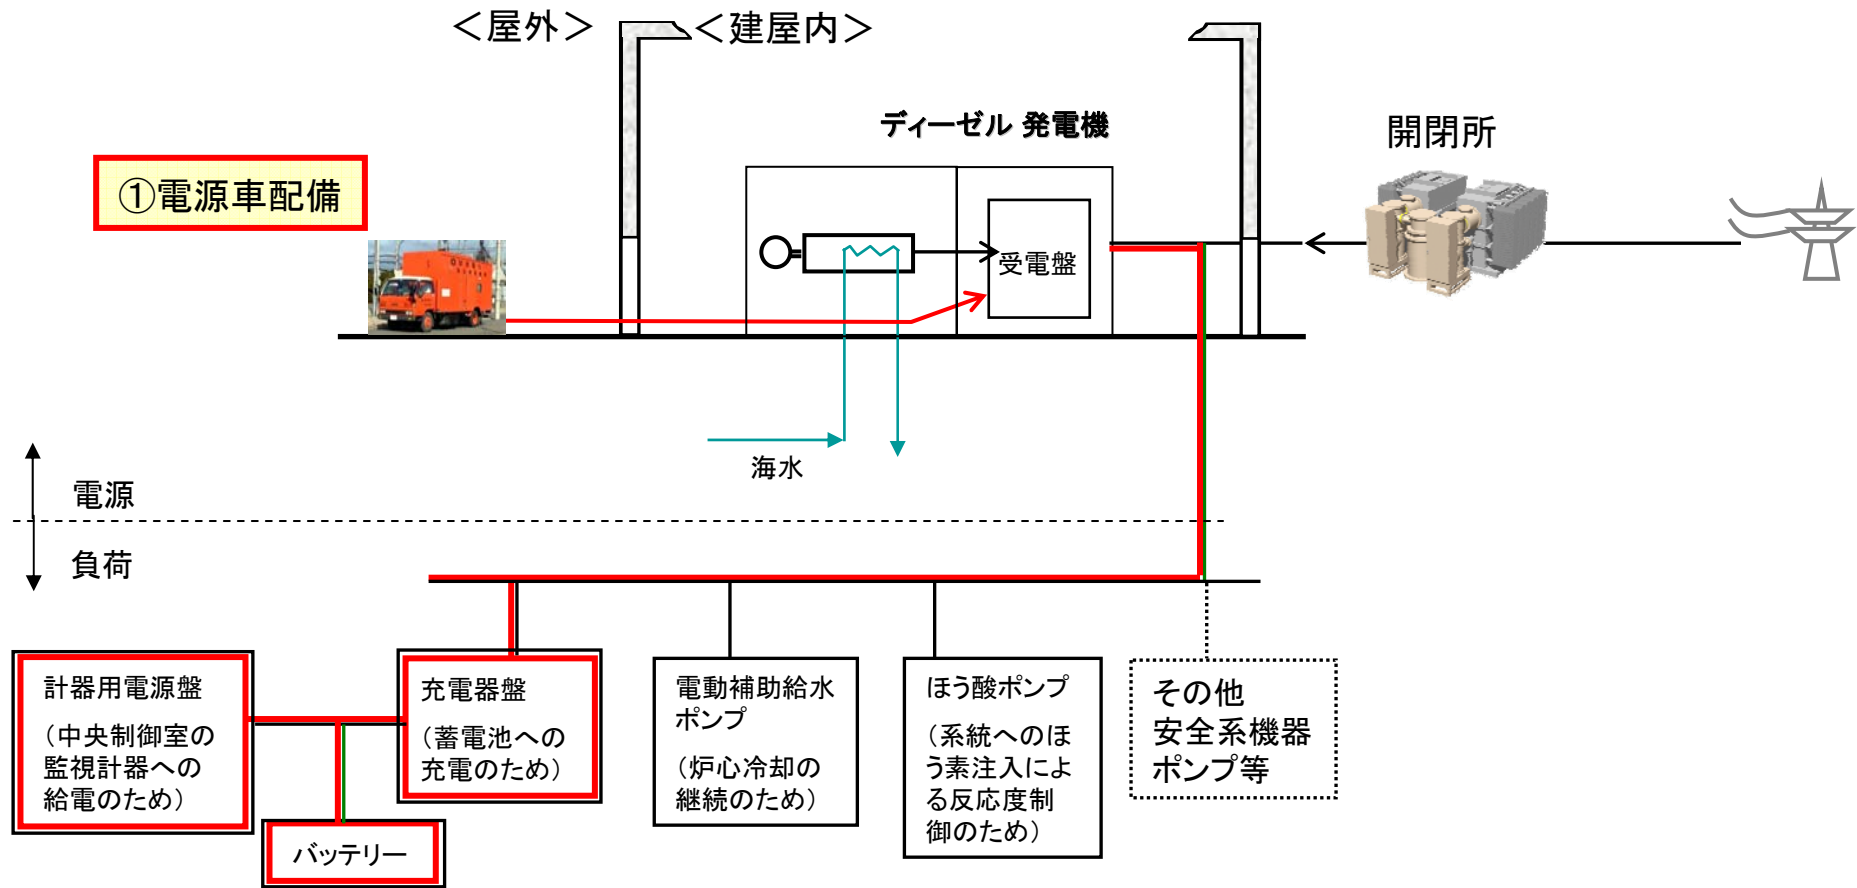 ＜屋外＞
＜建屋内＞
ディーゼル 発電機
開閉所
①電源車配備
受電盤
海水
電源
負荷
計器用電源盤
（中央制御室の
監視計器への
給電のため）
充電器盤
（蓄電池への
充電のため）
電動補助給水
ポンプ
（炉心冷却の
継続のため）
ほう酸ポンプ
（系統へのほ
う素注入によ
る反応度制
御のため）
その他
安全系機器
ポンプ等
バッテリー